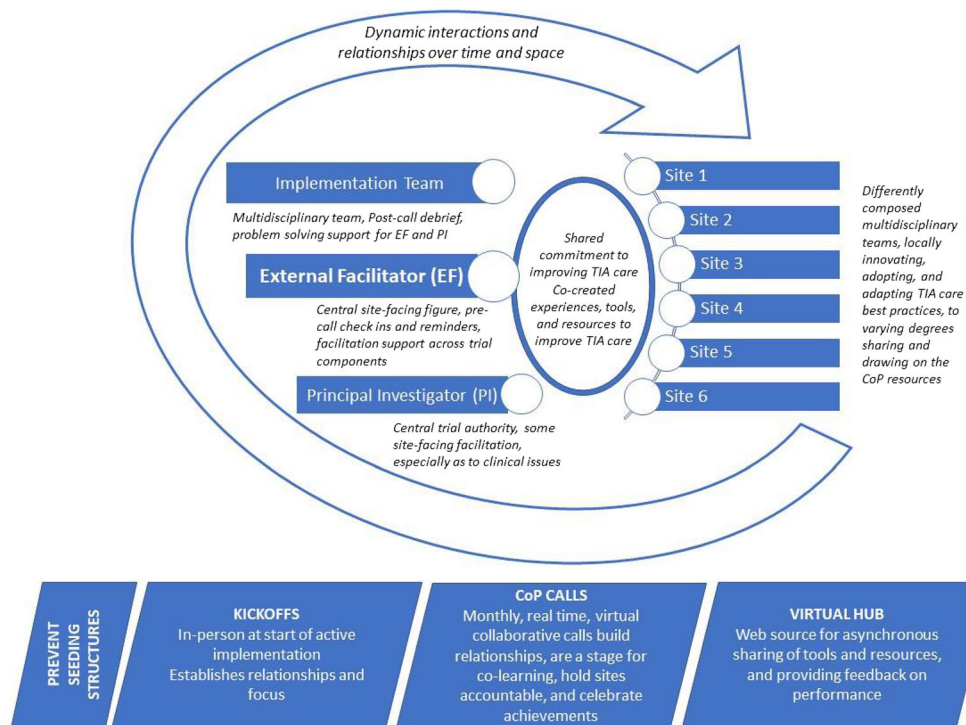 Dynamic interactions and
relationships over time and space
Implementation Team
Multidisciplinary team, Post-call debrief,
problem solving support for EF and PI
External Facilitator (EF)
Central site-facing figure, pre-
call check ins and reminders,
facilitation support across trial
components
Principal Investigator (PI)
Central trial authority, some
site-facing facilitation,
especially as to clinical issues
Shared
commitment to
improving TIA care
Co-created
experiences, tools,
and resources to
improve TIA care
Site 1
Site 2
Site 3
Site 4
Site 5
Site 6
Differently
composed
multidisciplinary
teams, locally
innovating,
adopting, and
adapting TIA care
best practices, to
varying degrees
sharing and
drawing on the
CoP resources
PREVENT
SEEDING
STRUCTURES
KICKOFFS
In-person at start of active
implementation
Establishes relationships and
focus
CoP CALLS
Monthly, real time, virtual
collaborative calls build
relationships, are a stage for
co-learning, hold sites
accountable, and celebrate
achievements
VIRTUAL HUB
Web source for asynchronous
sharing of tools and resources,
and providing feedback on
performance